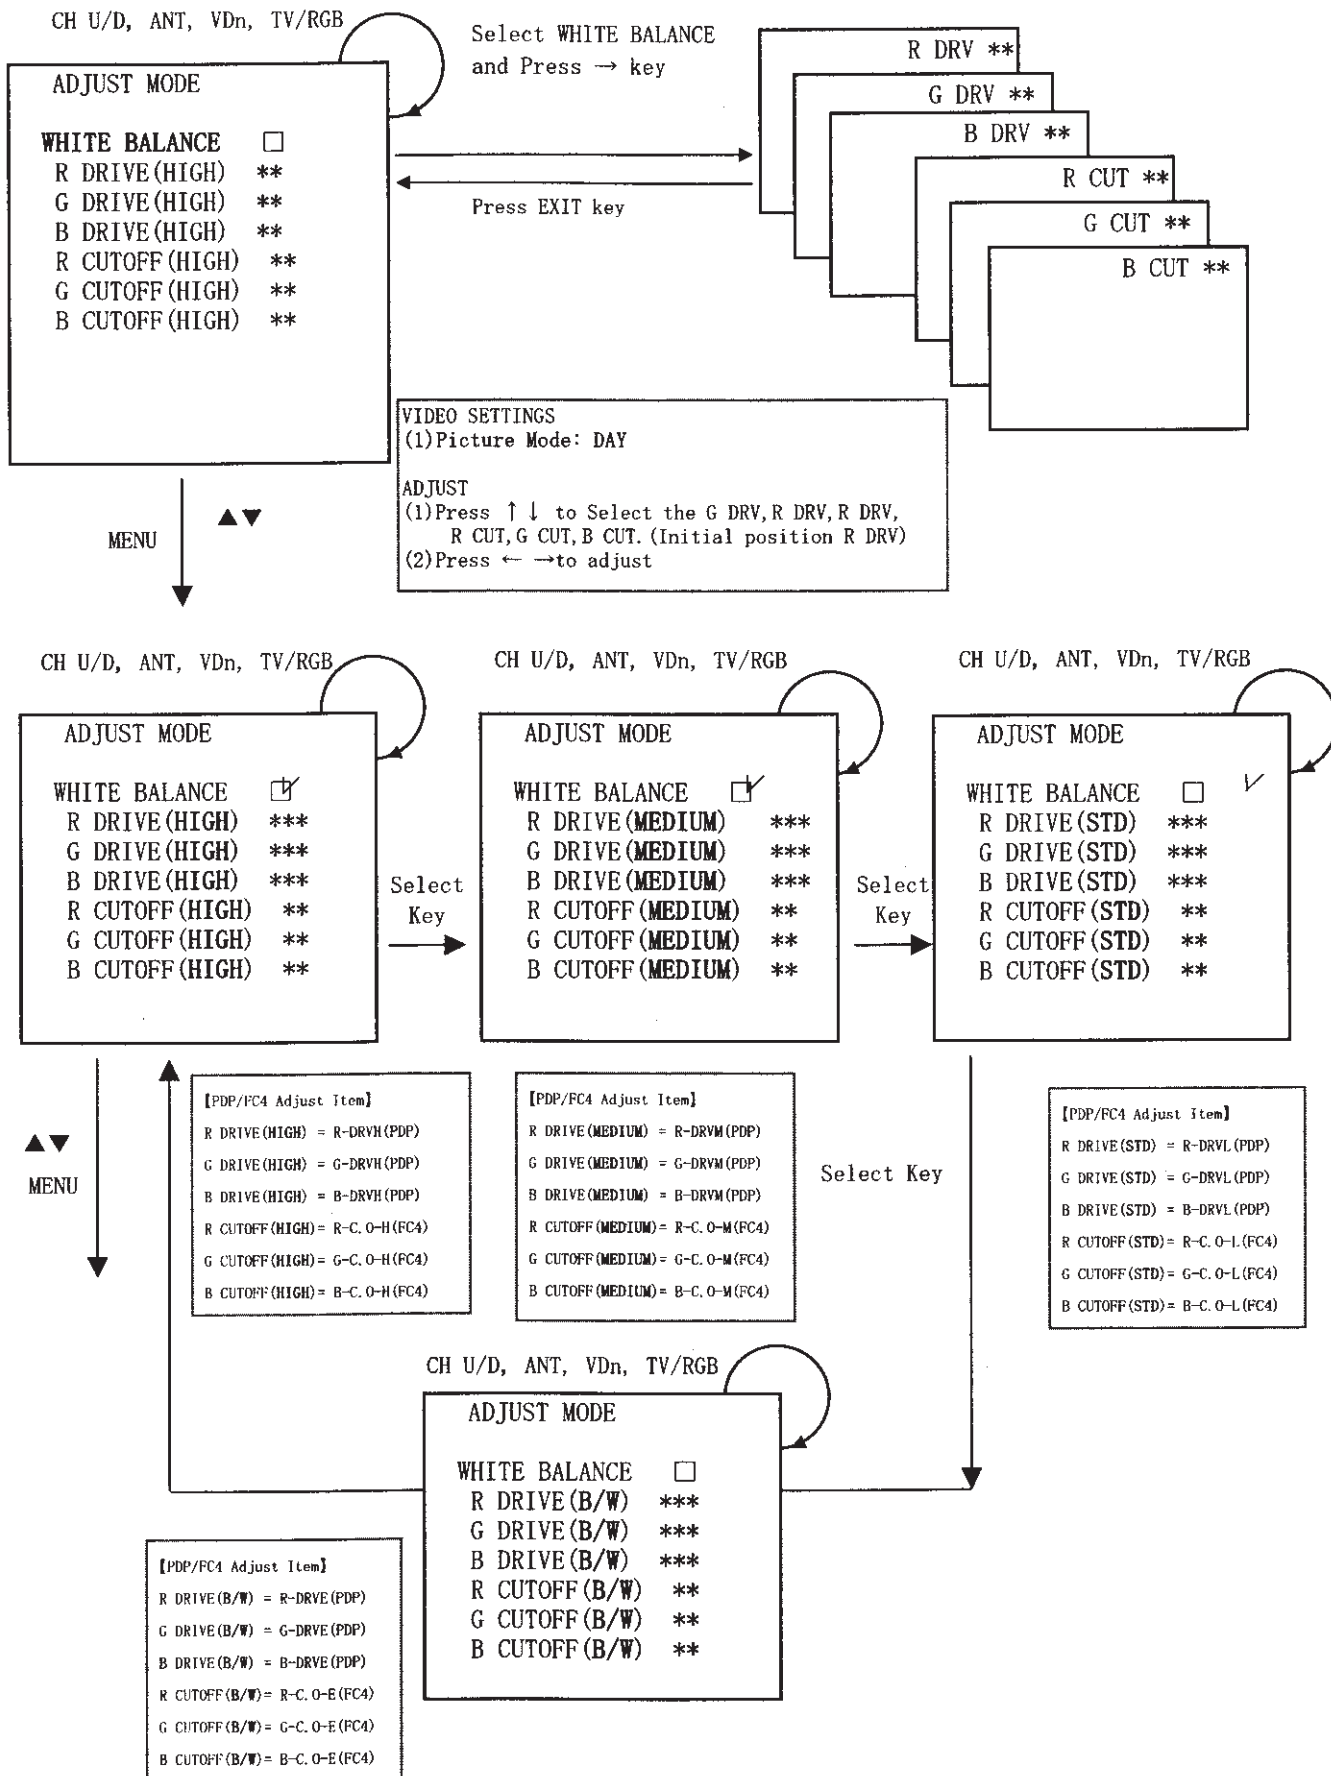 CH U/D, ANT, VDn, TV/RGB
ADJUST MODE
WHITE BALANCE □
R DRIVE(HIGH) **
G DRIVE(HIGH) **
B DRIVE(HIGH) **
R CUTOFF(HIGH) **
G CUTOFF(HIGH) **
B CUTOFF(HIGH) **
Select WHITE BALANCE
and Press → key
Press EXIT key
R DRV **
G DRV **
B DRV **
R CUT **
G CUT **
B CUT **
VIDEO SETTINGS
(1)Picture Mode: DAY
ADJUST
(1)Press ↑ ↓ to Select the G DRV,R DRV,R DRV,
R CUT,G CUT,B CUT.(Initial position R DRV)
(2)Press ← →to adjust
▲▼
MENU
CH U/D, ANT, VDn, TV/RGB
ADJUST MODE
WHITE BALANCE □✓
R DRIVE(HIGH) ***
G DRIVE(HIGH) ***
B DRIVE(HIGH) ***
R CUTOFF(HIGH) **
G CUTOFF(HIGH) **
B CUTOFF(HIGH) **
Select
Key
CH U/D, ANT, VDn, TV/RGB
ADJUST MODE
WHITE BALANCE □✓
R DRIVE(MEDIUM) ***
G DRIVE(MEDIUM) ***
B DRIVE(MEDIUM) ***
R CUTOFF(MEDIUM) **
G CUTOFF(MEDIUM) **
B CUTOFF(MEDIUM) **
Select
Key
CH U/D, ANT, VDn, TV/RGB
ADJUST MODE
WHITE BALANCE □ ✓
R DRIVE(STD) ***
G DRIVE(STD) ***
B DRIVE(STD) ***
R CUTOFF(STD) **
G CUTOFF(STD) **
B CUTOFF(STD) **
▲▼
MENU
【PDP/FC4 Adjust Item】
R DRIVE(HIGH) = R-DRVH(PDP)
G DRIVE(HIGH) = G-DRVH(PDP)
B DRIVE(HIGH) = B-DRVH(PDP)
R CUTOFF(HIGH)= R-C.O-H(FC4)
G CUTOFF(HIGH)= G-C.O-H(FC4)
B CUTOFF(HIGH)= B-C.O-H(FC4)
【PDP/FC4 Adjust Item】
R DRIVE(MEDIUM) = R-DRVM(PDP)
G DRIVE(MEDIUM) = G-DRVM(PDP)
B DRIVE(MEDIUM) = B-DRVM(PDP)
R CUTOFF(MEDIUM)= R-C.O-M(FC4)
G CUTOFF(MEDIUM)= G-C.O-M(FC4)
B CUTOFF(MEDIUM)= B-C.O-M(FC4)
Select Key
【PDP/FC4 Adjust Item】
R DRIVE(STD) = R-DRVL(PDP)
G DRIVE(STD) = G-DRVL(PDP)
B DRIVE(STD) = B-DRVL(PDP)
R CUTOFF(STD)= R-C.O-L(FC4)
G CUTOFF(STD)= G-C.O-L(FC4)
B CUTOFF(STD)= B-C.O-L(FC4)
CH U/D, ANT, VDn, TV/RGB
ADJUST MODE
WHITE BALANCE □
R DRIVE(B/W) ***
G DRIVE(B/W) ***
B DRIVE(B/W) ***
R CUTOFF(B/W) **
G CUTOFF(B/W) **
B CUTOFF(B/W) **
【PDP/FC4 Adjust Item】
R DRIVE(B/W) = R-DRVE(PDP)
G DRIVE(B/W) = G-DRVE(PDP)
B DRIVE(B/W) = B-DRVE(PDP)
R CUTOFF(B/W)= R-C.O-E(FC4)
G CUTOFF(B/W)= G-C.O-E(FC4)
B CUTOFF(B/W)= B-C.O-E(FC4)